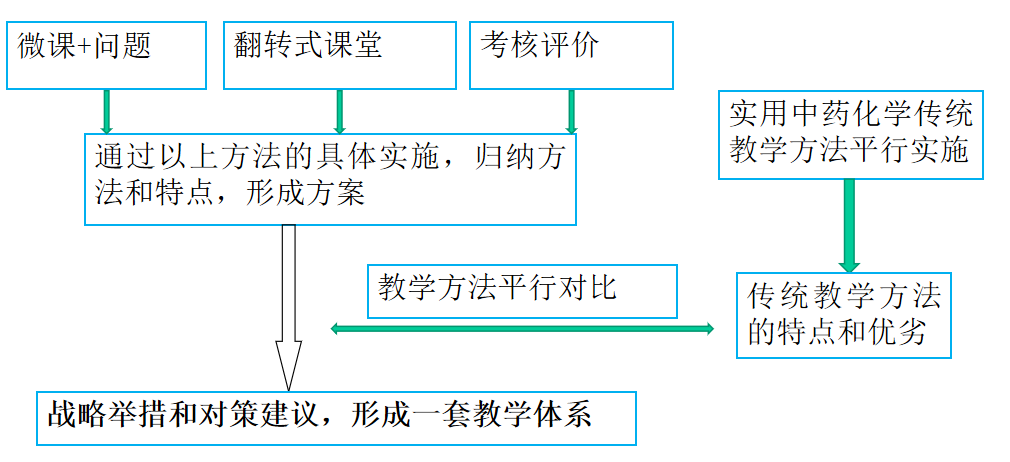 微课+问题
翻转式课堂
考核评价
实用中药化学传统
教学方法平行实施
通过以上方法的具体实施，归纳方
法和特点，形成方案
教学方法平行对比
传统教学方法
的特点和优劣
战略举措和对策建议，形成一套教学体系